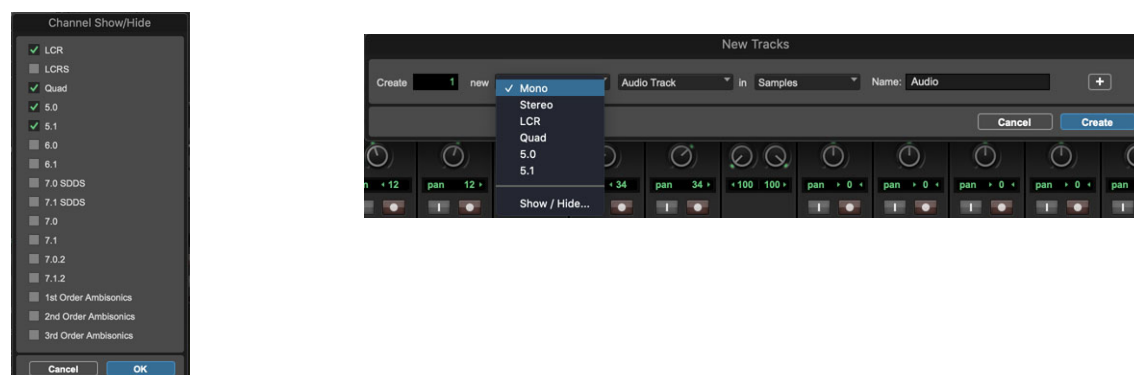 Channel Show/Hide
LCR
LCRS
Quad
5.0
5.1
6.0
6.1
7.0 SDDS
7.1 SDDS
7.0
7.1
7.0.2
7.1.2
1st Order Ambisonics
2nd Order Ambisonics
3rd Order Ambisonics
Cancel OK
New Tracks
Create 1 new Audio Track in Samples Name: Audio +
Mono
Stereo
LCR
Quad
5.0
5.1
Show / Hide...
Cancel Create
12 pan 12 34 pan 34 100 100 pan 0 pan 0 pan 0 pan 0 pan
I I I I I I I